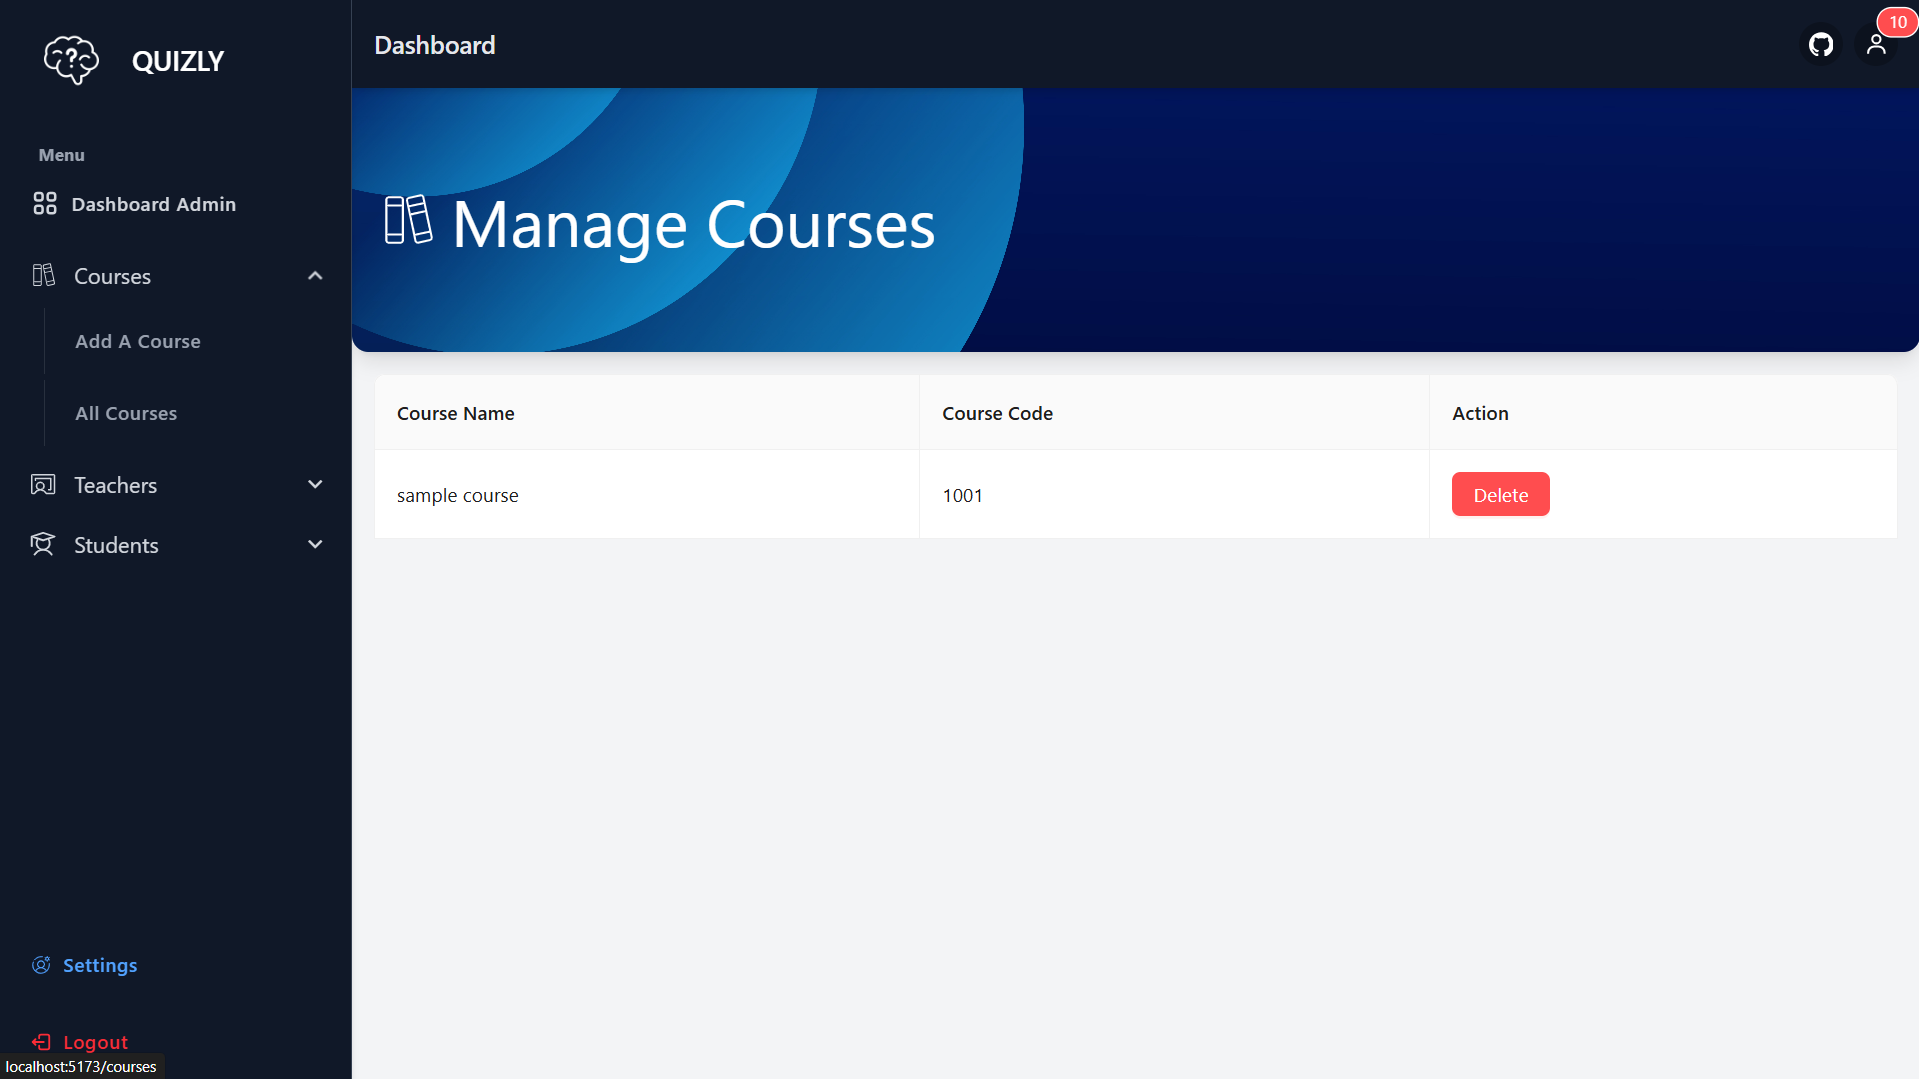 QUIZLY
Menu
Dashboard Admin
Courses
Add A Course
All Courses
Teachers
Students
Settings
Logout
localhost:5173/courses
Dashboard
10
Manage Courses
Course Name Course Code Action
sample course 1001 Delete